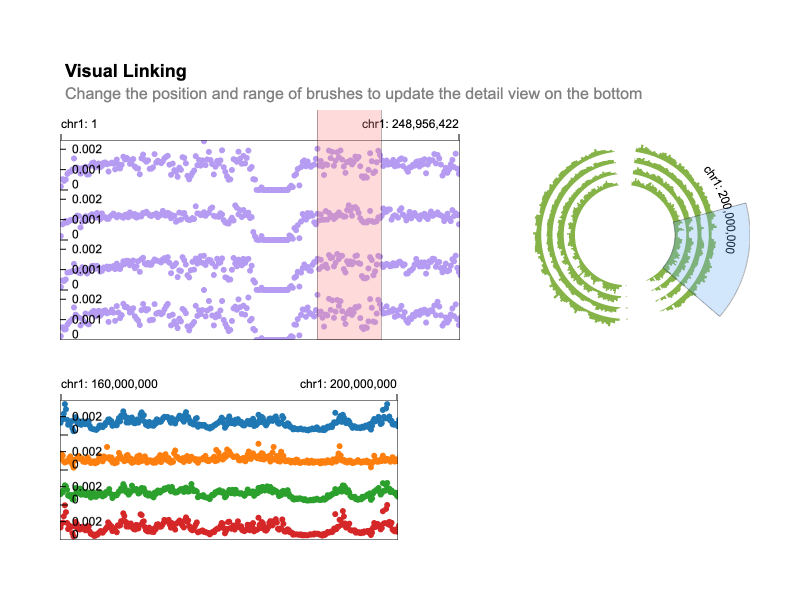 Visual Linking
Change the position and range of brushes to update the detail view on the bottom
chr1: 1
chr1: 248,956,422
0.002
0.001
0
0.002
0.001
0
0.002
0.001
0
0.002
0.001
0
chr1: 200,000,000
chr1: 160,000,000
chr1: 200,000,000
0.002
0
0.002
0
0.002
0
0.002
0